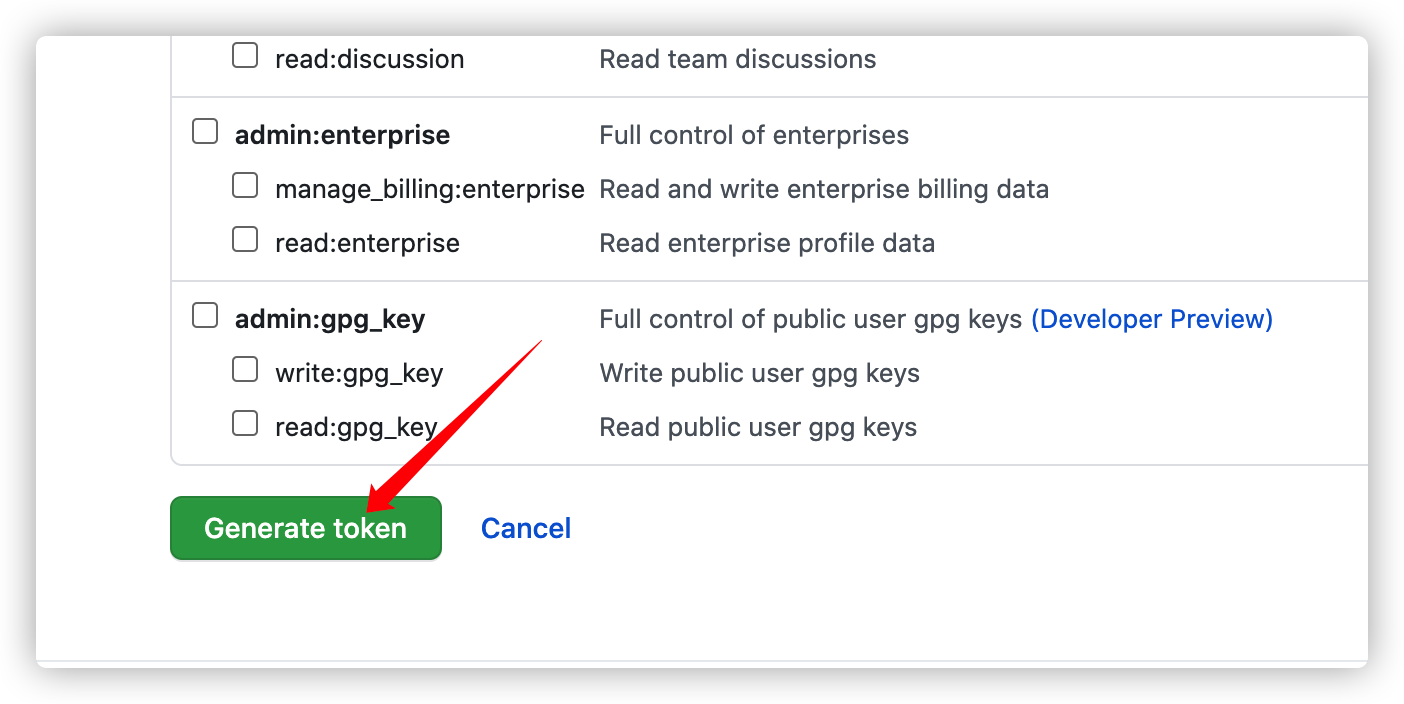 read:discussion Read team discussions
admin:enterprise Full control of enterprises
manage_billing:enterprise Read and write enterprise billing data
read:enterprise Read enterprise profile data
admin:gpg_key Full control of public user gpg keys (Developer Preview)
write:gpg_key Write public user gpg keys
read:gpg_key Read public user gpg keys
Generate token Cancel